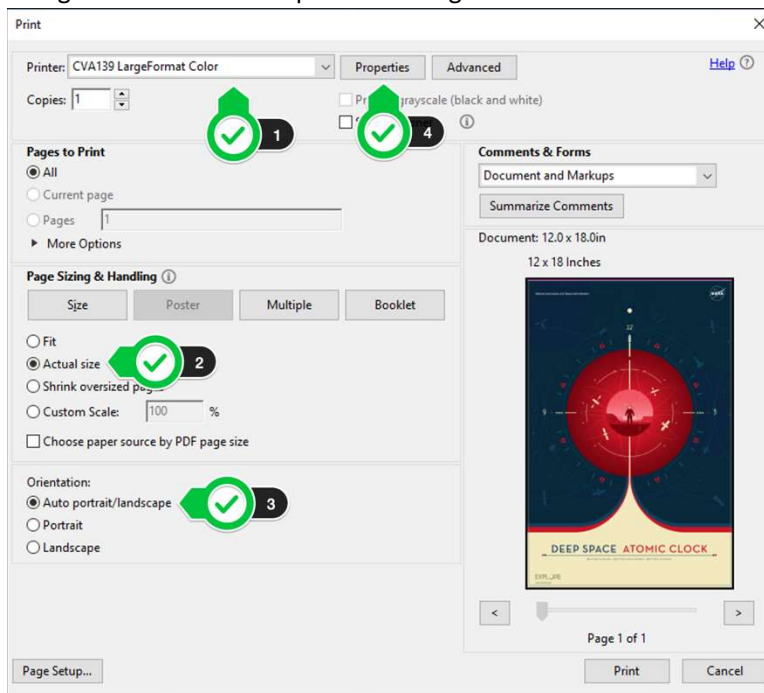 Print
Printer: CVA139 LargeFormat Color Properties Advanced Help
Copies: 1
(black and white)
1
4
Pages to Print
All
Current page
Pages 1
More Options
Comments & Forms
Document and Markups
Summarize Comments
Document: 12.0 x 18.0in
12 x 18 Inches
Page Sizing & Handling
Size Poster Multiple Booklet
Fit
Actual size
2
Shrink oversized
Custom Scale: 100 %
Choose paper source by PDF page size
Orientation:
Auto portrait/landscape
3
Portrait
Landscape
12
9
3
DEEP SPACE ATOMIC CLOCK
< >
Page 1 of 1
Page Setup... Print Cancel